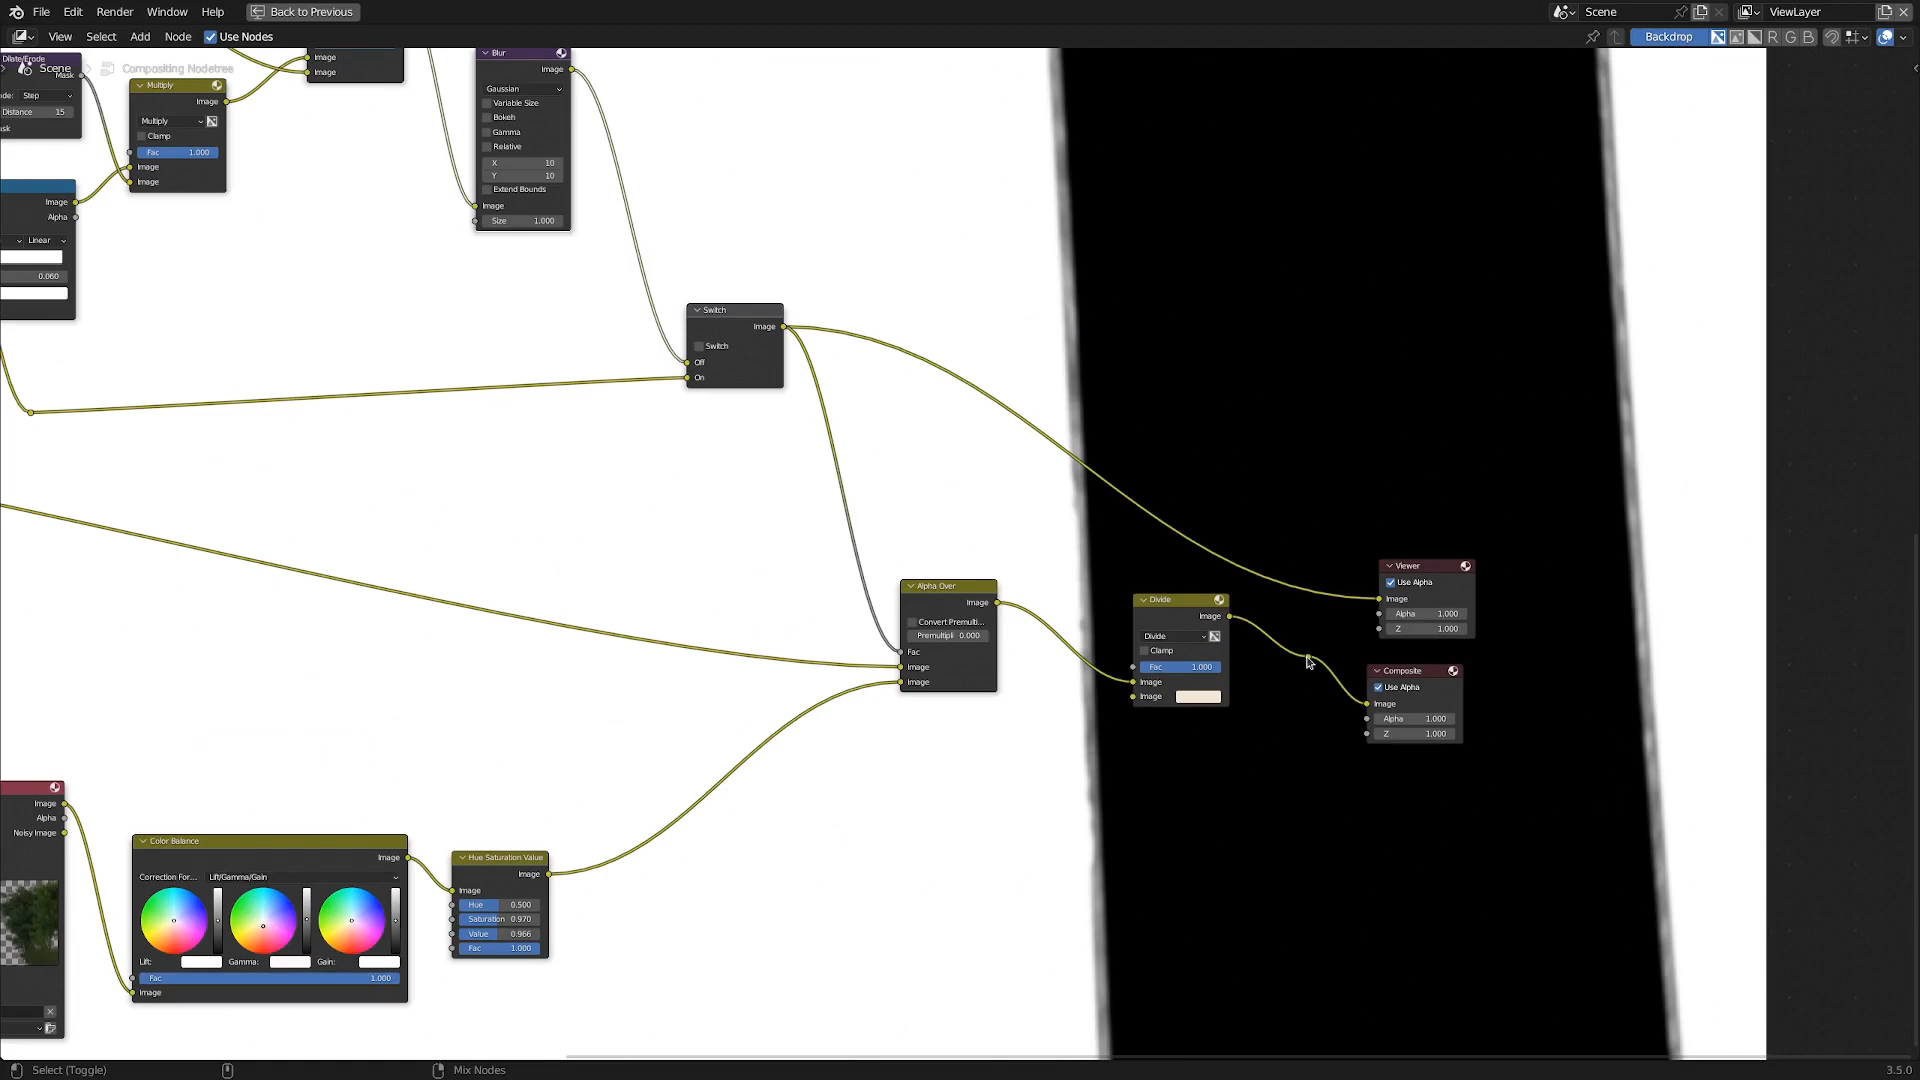 File Edit Render Window Help Back to Previous Scene ViewLayer
View Select Add Node Use Nodes Backdrop R G B
Dilate/Erode
Scene Compositing Nodetree
Mask
Step
Distance 15
Multiply
Image
Multiply
Clamp
Fac 1.000
Image
Image
Image
Image
Blur
Image
Gaussian
Variable Size
Bokeh
Gamma
Relative
X 10
Y 10
Extend Bounds
Image
Size 1.000
Image
Alpha
Linear
0.060
Switch
Image
Switch
Off
On
Alpha Over
Image
Convert Premulti...
Premultipli 0.000
Fac
Image
Image
Divide
Image
Divide
Clamp
Fac 1.000
Image
Image
Viewer
Use Alpha
Image
Alpha 1.000
Z 1.000
Composite
Use Alpha
Image
Alpha 1.000
Z 1.000
Image
Alpha
Noisy Image
Color Balance
Image
Correction For... Lift/Gamma/Gain
Lift: Gamma: Gain:
Fac 1.000
Image
Hue Saturation Value
Image
Image
Hue 0.500
Saturation 0.970
Value 0.966
Fac 1.000
Select (Toggle) Mix Nodes 3.5.0